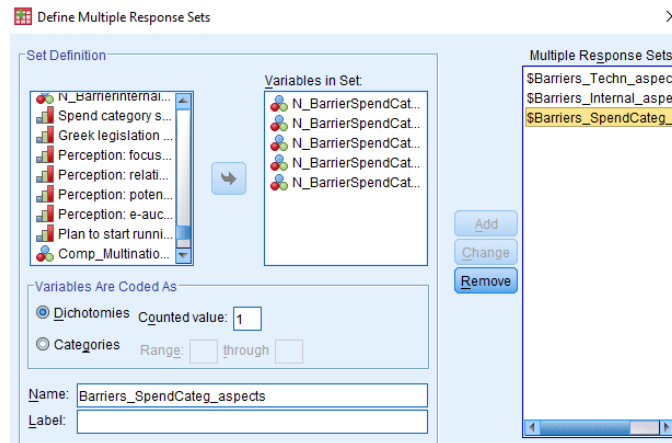 Define Multiple Response Sets
Set Definition
N_BarrierInternal...
Spend category s...
Greek legislation ...
Perception: focus...
Perception: relati...
Perception: poten...
Perception: e-auc...
Plan to start runni...
Comp_Multinatio...
Variables in Set:
N_BarrierSpendCat...
N_BarrierSpendCat...
N_BarrierSpendCat...
N_BarrierSpendCat...
N_BarrierSpendCat...
Multiple Response Sets
$Barriers_Techn_aspec
$Barriers_Internal_aspe
$Barriers_SpendCateg_
Add
Change
Remove
Variables Are Coded As
Dichotomies Counted value: 1
Categories Range: through
Name: Barriers_SpendCateg_aspects
Label: